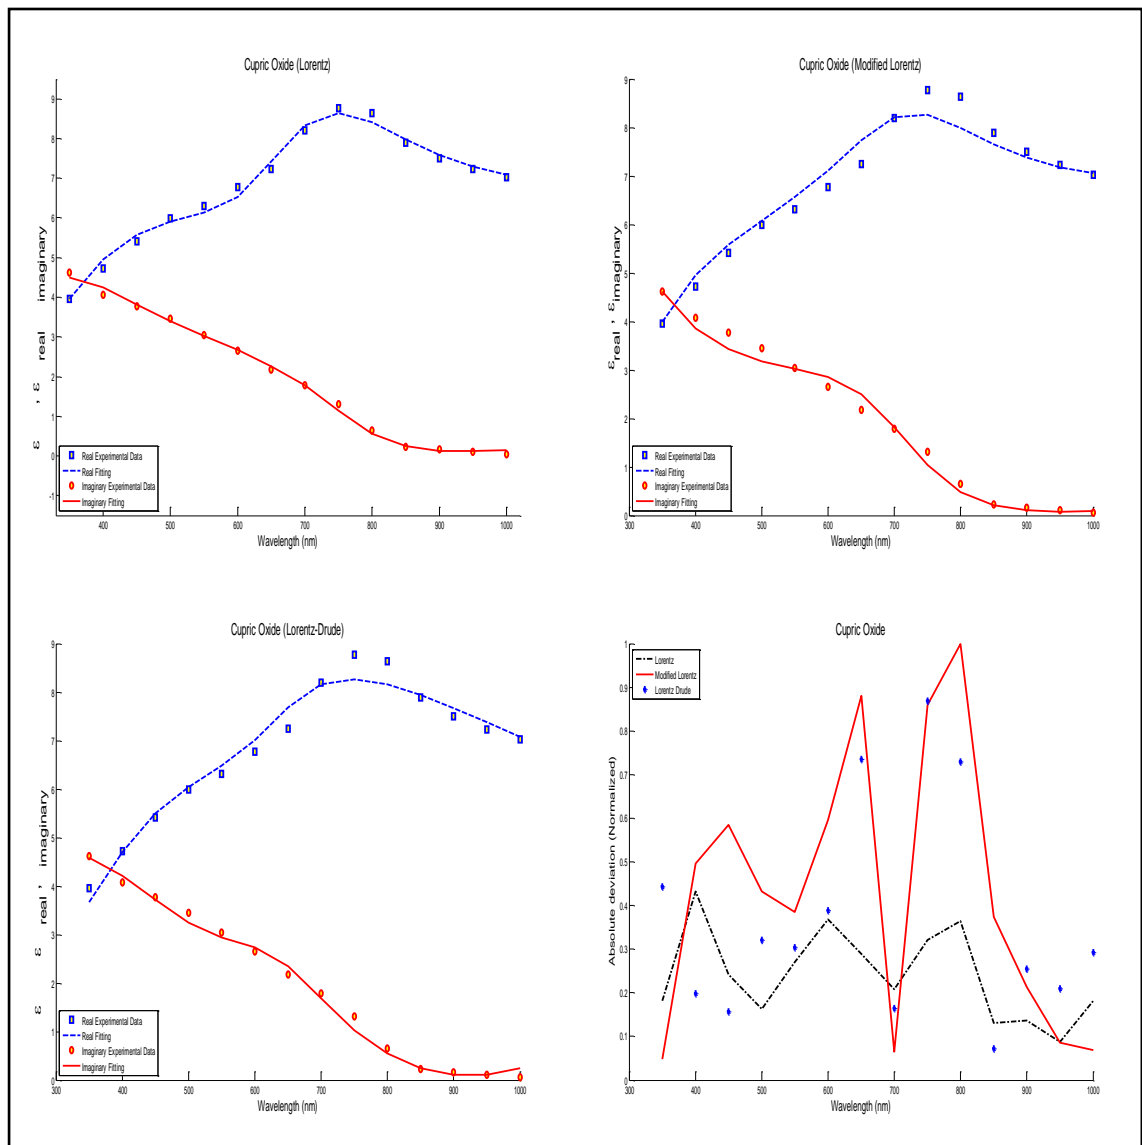 Cupric Oxide (Lorentz)
9
8
7
6
5
4
3
2
1
0
-1
ε real , ε imaginary
Real Experimental Data
Real Fitting
Imaginary Experimental Data
Imaginary Fitting
400 500 600 700 800 900 1000
Wavelength (nm)
Cupric Oxide (Modified Lorentz)
9
8
7
6
5
4
3
2
1
0
εreal , εimaginary
Real Experimental Data
Real Fitting
Imaginary Experimental Data
Imaginary Fitting
300 400 500 600 700 800 900 1000
Wavelength (nm)
Cupric Oxide (Lorentz-Drude)
9
8
7
6
5
4
3
2
1
0
ε real , ε imaginary
Real Experimental Data
Real Fitting
Imaginary Experimental Data
Imaginary Fitting
300 400 500 600 700 800 900 1000
Wavelength (nm)
Cupric Oxide
1
0.9
0.8
0.7
0.6
0.5
0.4
0.3
0.2
0.1
0
Absolute deviation (Normalized)
Lorentz
Modified Lorentz
Lorentz Drude
300 400 500 600 700 800 900 1000
Wavelength (nm)